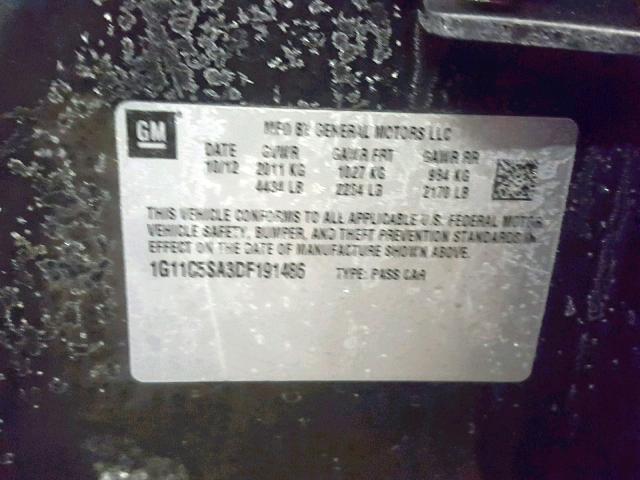 GM
MFD BY GENERAL MOTORS LLC
DATE GVWR GAWR FRT GAWR RR
10/12 2011 KG 1027 KG 984 KG
4434 LB 2264 LB 2170 LB
THIS VEHICLE CONFORMS TO ALL APPLICABLE U.S. FEDERAL MOTOR
VEHICLE SAFETY, BUMPER, AND THEFT PREVENTION STANDARDS IN
EFFECT ON THE DATE OF MANUFACTURE SHOWN ABOVE.
1G11C5SA3DF191486 TYPE: PASS CAR